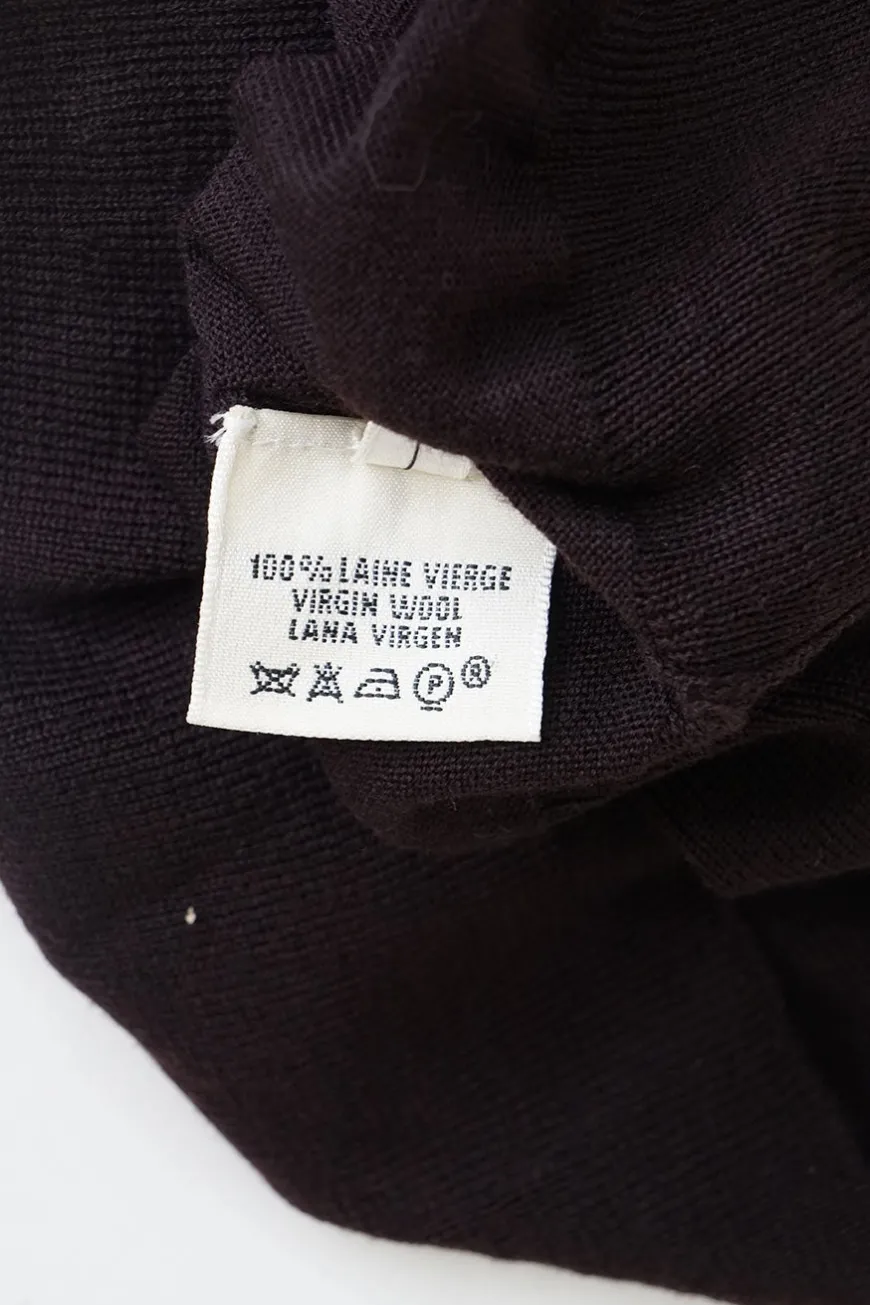 100% LAINE VIERGE
VIRGIN WOOL
LANA VIRGEN
P ®